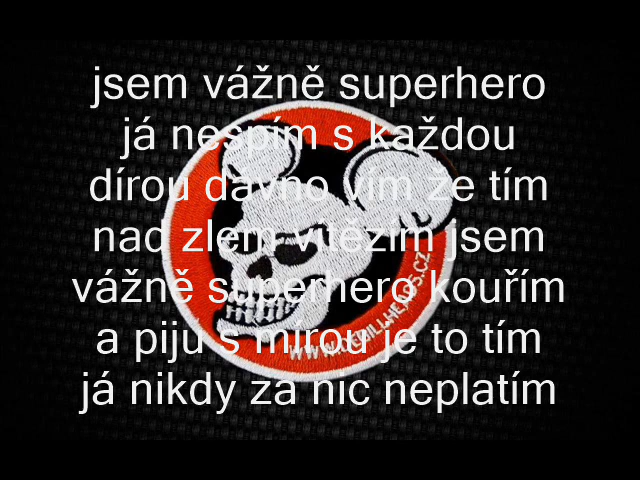 jsem vážně superhero
já nespím s každou
dírou dávno vím že tím
nad zlem vítězím jsem
vážně superhero kouřím
a piju s mírou je to tím
já nikdy za nic neplatím